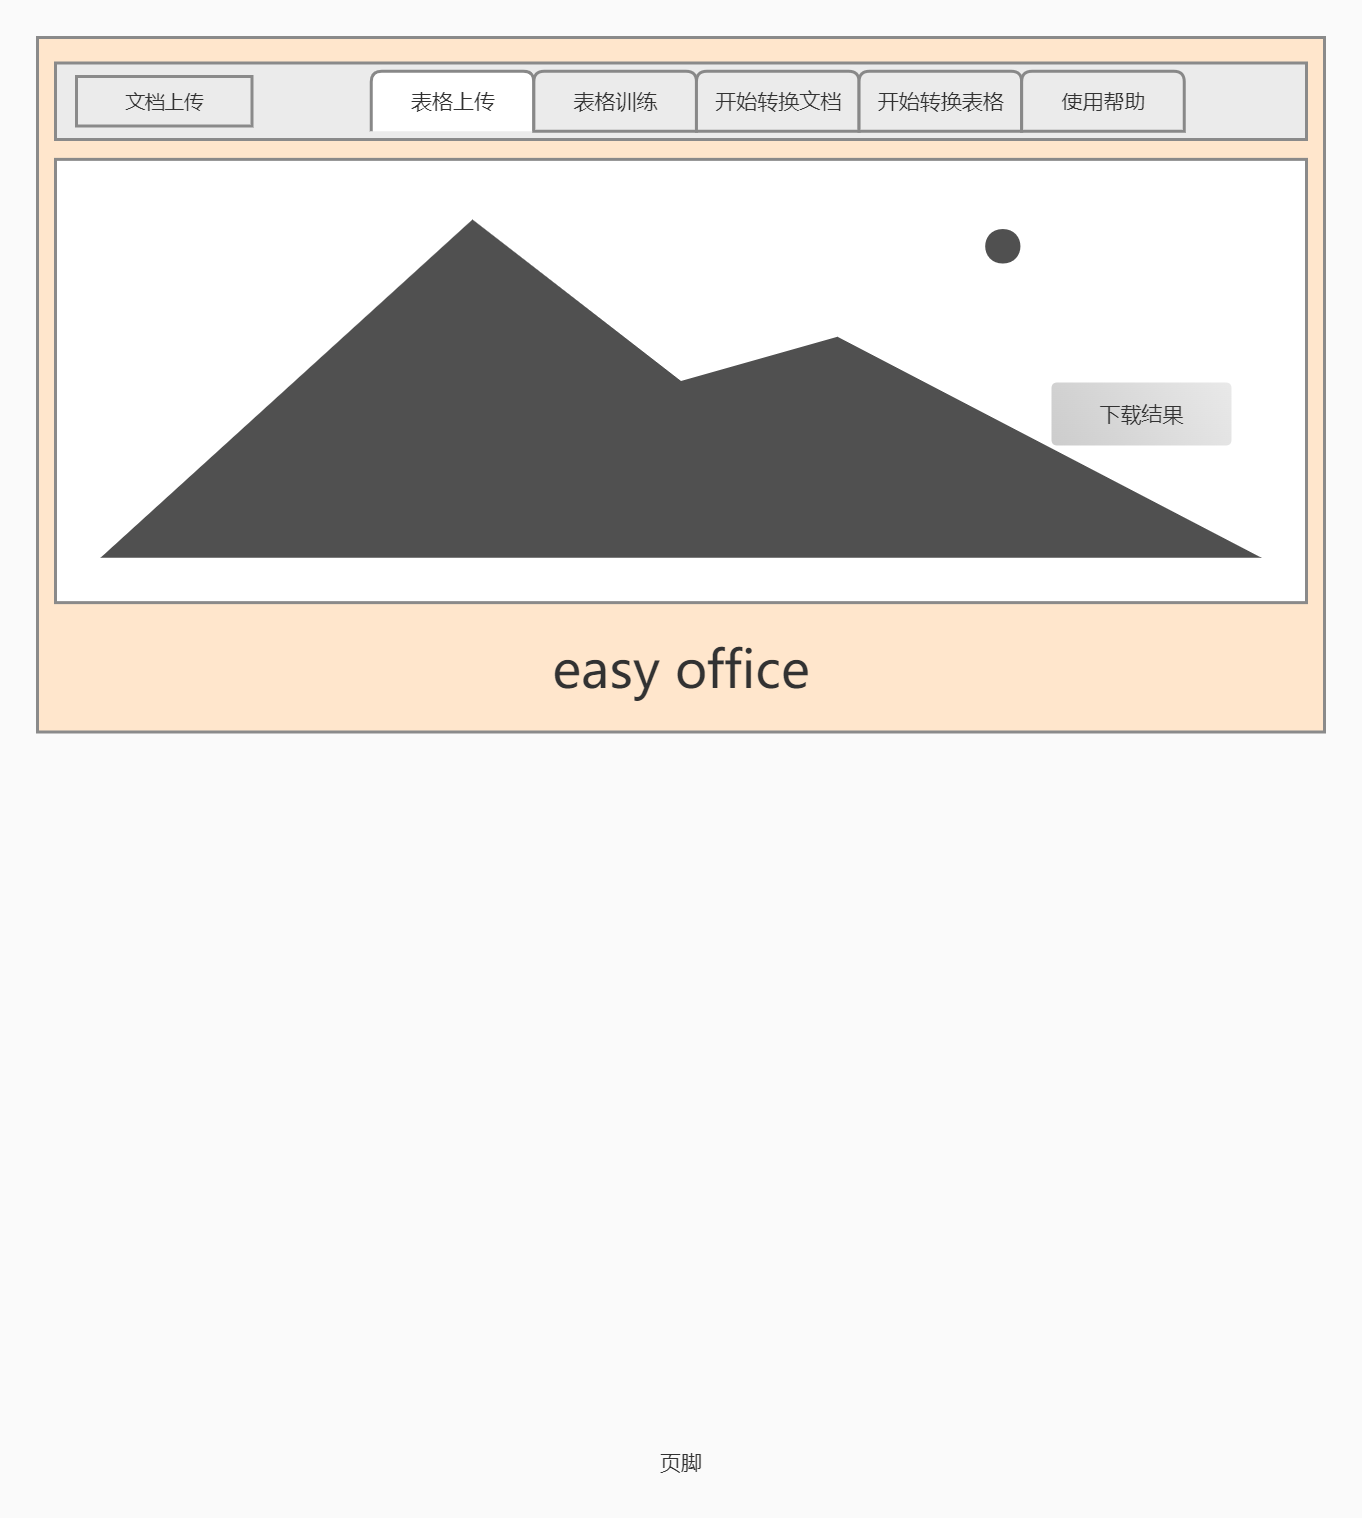 文档上传
表格上传
表格训练
开始转换文档
开始转换表格
使用帮助
下载结果
easy office
页脚